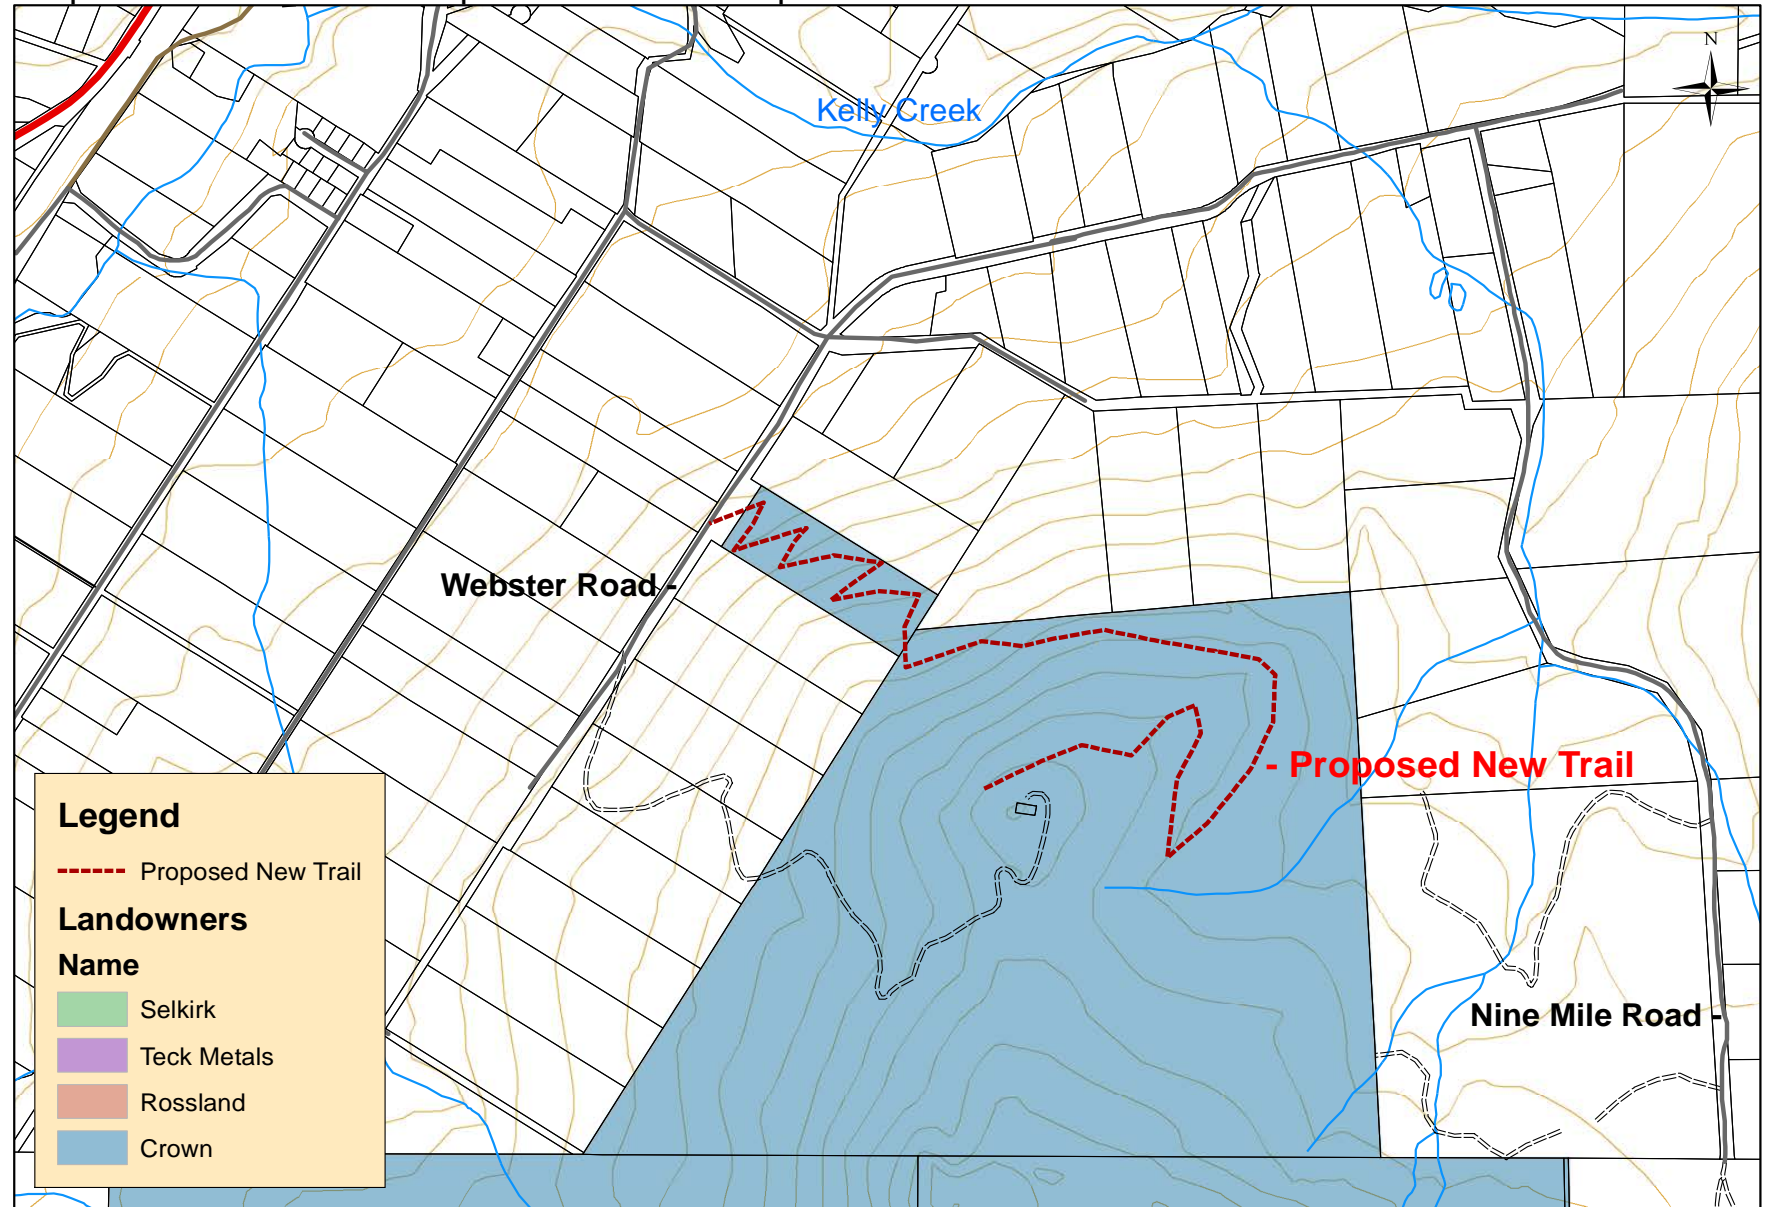 N
Kelly Creek
Webster Road -
- Proposed New Trail
Nine Mile Road -
Legend
Proposed New Trail
Landowners
Name
Selkirk
Teck Metals
Rossland
Crown